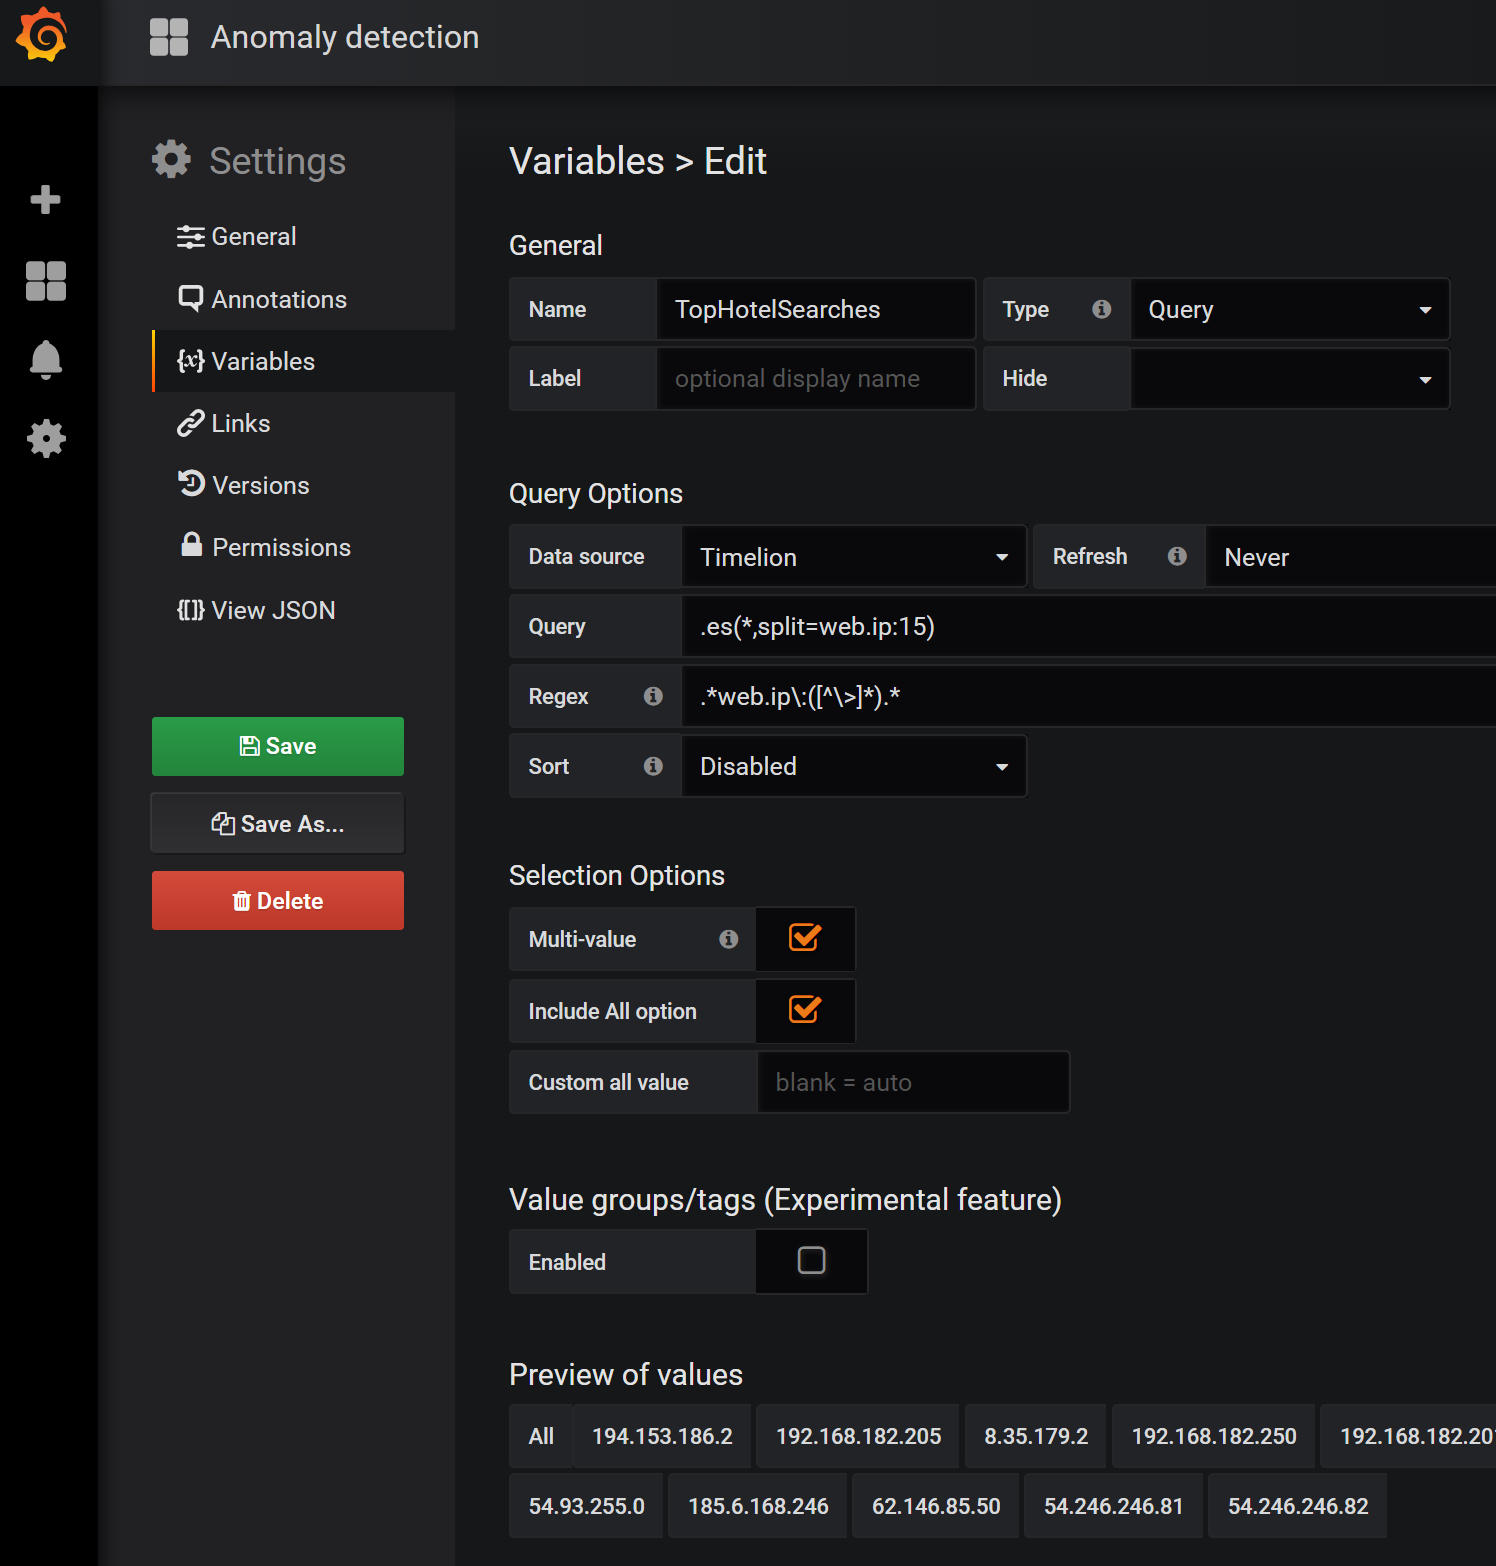 Anomaly detection
Settings
General
Annotations
Variables
Links
Versions
Permissions
View JSON
Save
Save As...
Delete
Variables > Edit
General
Name TopHotelSearches Type Query
Label optional display name Hide
Query Options
Data source Timelion Refresh Never
Query .es(*,split=web.ip:15)
Regex .*web.ip\:([^\>]*).*
Sort Disabled
Selection Options
Multi-value
Include All option
Custom all value blank = auto
Value groups/tags (Experimental feature)
Enabled
Preview of values
All 194.153.186.2 192.168.182.205 8.35.179.2 192.168.182.250
54.93.255.0 185.6.168.246 62.146.85.50 54.246.246.81 54.246.246.82